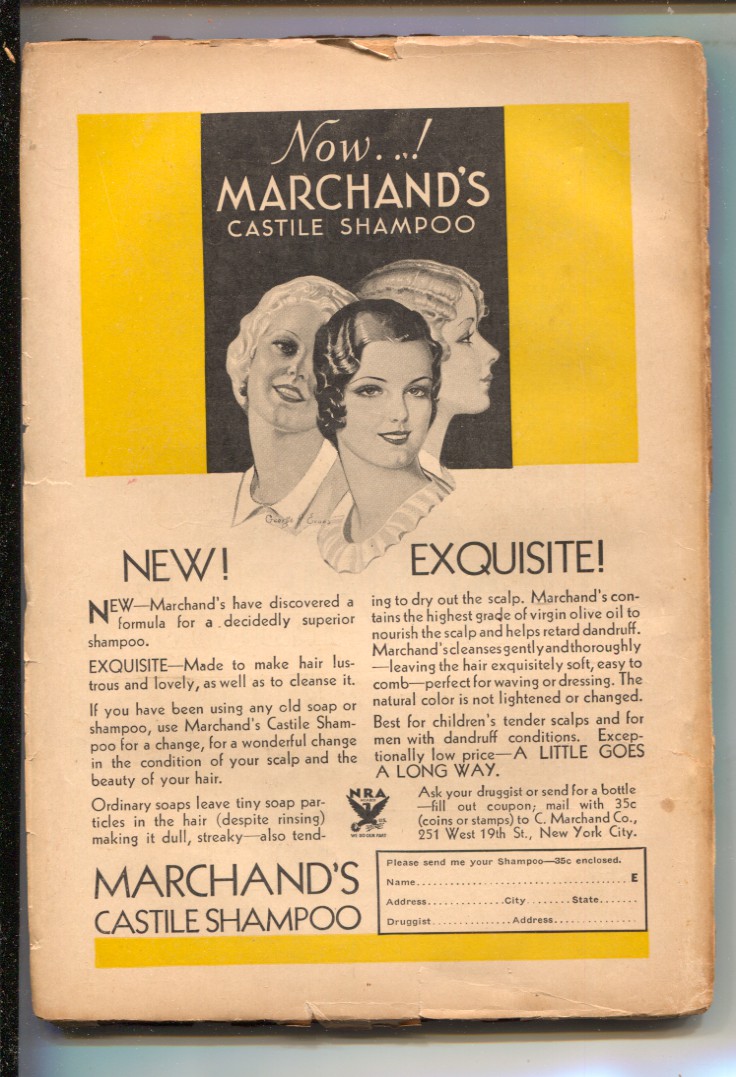 Now...!
MARCHAND'S
CASTILE SHAMPOO
NEW!
EXQUISITE!
NEW—Marchand's have discovered a
formula for a decidedly superior
shampoo.
EXQUISITE—Made to make hair lus-
trous and lovely, as well as to cleanse it.
If you have been using any old soap or
shampoo, use Marchand's Castile Sham-
poo for a change, for a wonderful change
in the condition of your scalp and the
beauty of your hair.
Ordinary soaps leave tiny soap par-
ticles in the hair (despite rinsing)
making it dull, streaky—also tend-
ing to dry out the scalp. Marchand's con-
tains the highest grade of virgin olive oil to
nourish the scalp and helps retard dandruff.
Marchand's cleanses gently and thoroughly
—leaving the hair exquisitely soft, easy to
comb—perfect for waving or dressing. The
natural color is not lightened or changed.
Best for children's tender scalps and for
men with dandruff conditions. Excep-
tionally low price—A LITTLE GOES
A LONG WAY.
NRA
WE DO OUR PART
Ask your druggist or send for a bottle
—fill out coupon; mail with 35c
(coins or stamps) to C. Marchand Co.,
251 West 19th St., New York City.
MARCHAND'S
CASTILE SHAMPOO
Please send me your Shampoo—35c enclosed.
Name.................................... E
Address.............City........State.......
Druggist..............Address..............